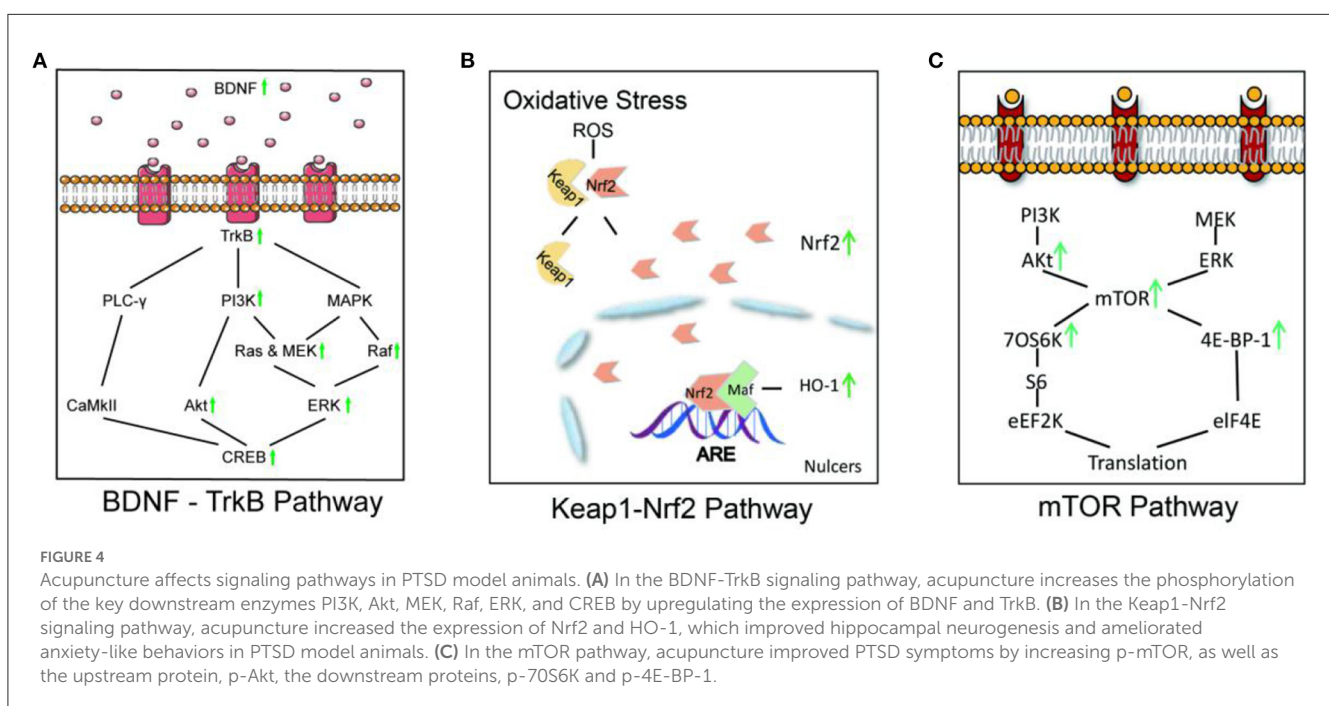 A
BDNF
TrkB
PLC-γ
PI3K
MAPK
Ras & MEK
Raf
CaMkII
Akt
ERK
CREB
BDNF - TrkB Pathway
B
Oxidative Stress
ROS
Keap1
Nrf2
Keap1
Nrf2
Nrf2
Maf
HO-1
ARE
Nulcers
Keap1-Nrf2 Pathway
C
PI3K
MEK
AKt
ERK
mTOR
7OS6K
4E-BP-1
S6
eEF2K
eIF4E
Translation
mTOR Pathway
FIGURE 4
Acupuncture affects signaling pathways in PTSD model animals. (A) In the BDNF-TrkB signaling pathway, acupuncture increases the phosphorylation
of the key downstream enzymes PI3K, Akt, MEK, Raf, ERK, and CREB by upregulating the expression of BDNF and TrkB. (B) In the Keap1-Nrf2
signaling pathway, acupuncture increased the expression of Nrf2 and HO-1, which improved hippocampal neurogenesis and ameliorated
anxiety-like behaviors in PTSD model animals. (C) In the mTOR pathway, acupuncture improved PTSD symptoms by increasing p-mTOR, as well as
the upstream protein, p-Akt, the downstream proteins, p-70S6K and p-4E-BP-1.